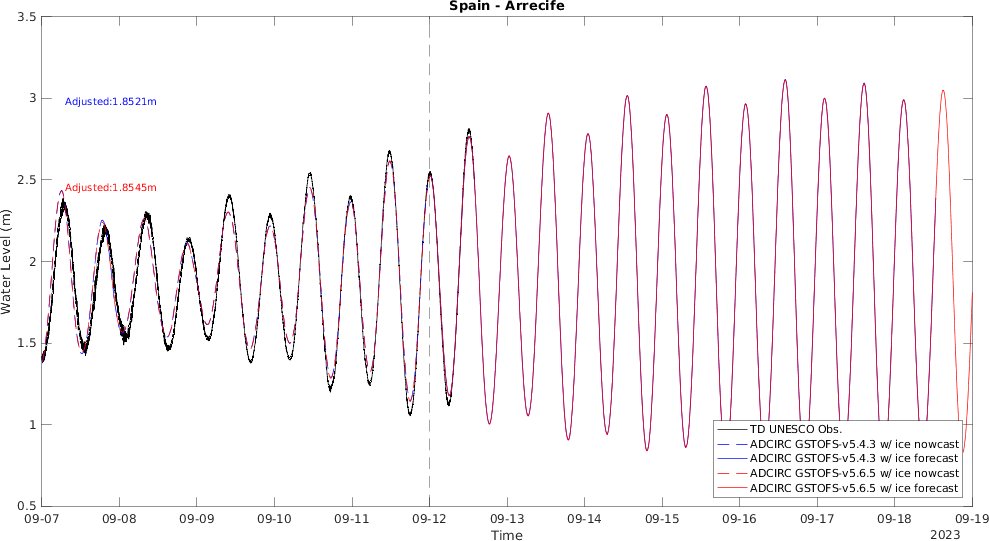 Spain - Arrecife
3.5
3
2.5
2
1.5
1
0.5
Water Level (m)
Adjusted:1.8521m
Adjusted:1.8545m
TD UNESCO Obs.
ADCIRC GSTOFS-v5.4.3 w/ ice nowcast
ADCIRC GSTOFS-v5.4.3 w/ ice forecast
ADCIRC GSTOFS-v5.6.5 w/ ice nowcast
ADCIRC GSTOFS-v5.6.5 w/ ice forecast
09-07 09-08 09-09 09-10 09-11 09-12 09-13 09-14 09-15 09-16 09-17 09-18 09-19
Time
2023